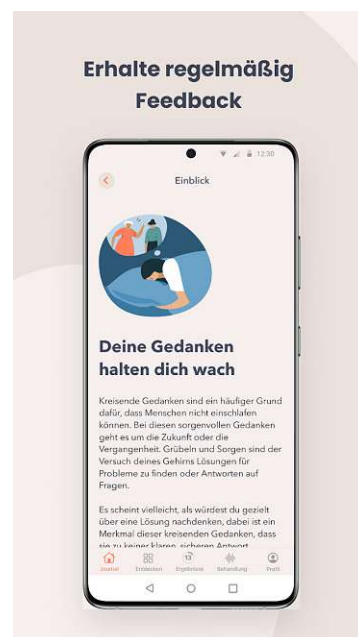 Erhalte regelmäßig
Feedback
12:30
Einblick
Deine Gedanken
halten dich wach
Kreisende Gedanken sind ein häufiger Grund
dafür, dass Menschen nicht einschlafen
können. Bei diesen sorgenvollen Gedanken
geht es um die Zukunft oder die
Vergangenheit. Grübeln und Sorgen sind der
Versuch deines Gehirns Lösungen für
Probleme zu finden oder Antworten auf
Fragen.
Es scheint vielleicht, als würdest du gezielt
über eine Lösung nachdenken, dabei ist ein
Merkmal dieser kreisenden Gedanken, dass
sie zu keiner klaren, sicheren Antwort
Journal Entdecken Ergebnisse Behandlung Profil